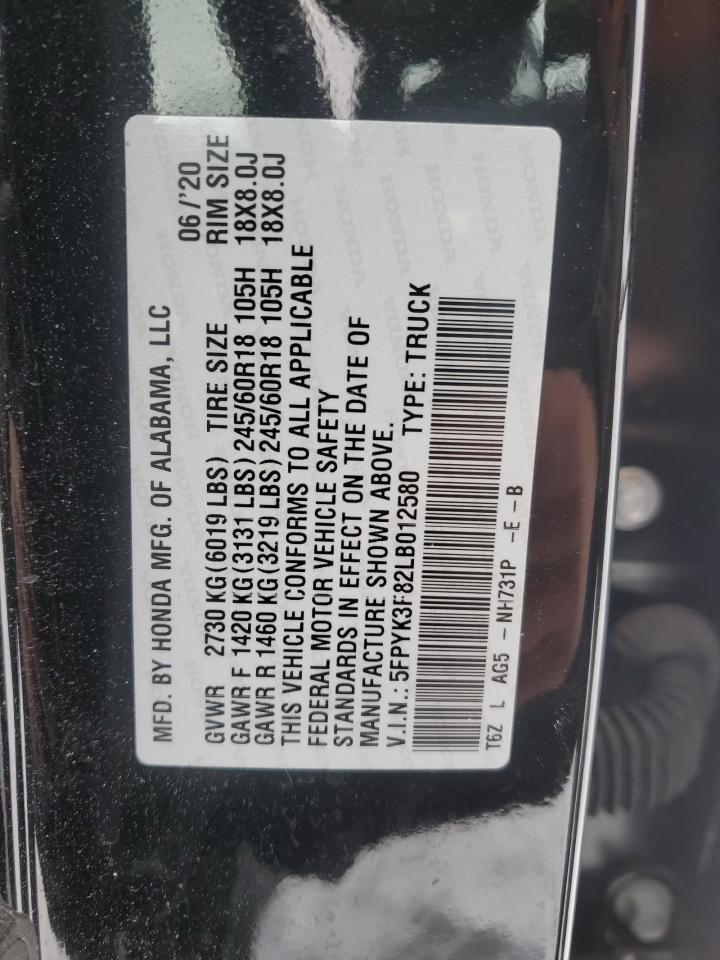 MFD. BY HONDA MFG. OF ALABAMA, LLC 06/'20
GVWR 2730 KG(6019 LBS) TIRE SIZE RIM SIZE
GAWR F 1420 KG(3131 LBS) 245/60R18 105H 18X8.0J
GAWR R 1460 KG(3219 LBS) 245/60R18 105H 18X8.0J
THIS VEHICLE CONFORMS TO ALL APPLICABLE
FEDERAL MOTOR VEHICLE SAFETY
STANDARDS IN EFFECT ON THE DATE OF
MANUFACTURE SHOWN ABOVE.
V.I.N.: 5FPYK3F82LB012580 TYPE: TRUCK
T6Z L AG5 - NH731P -E -B